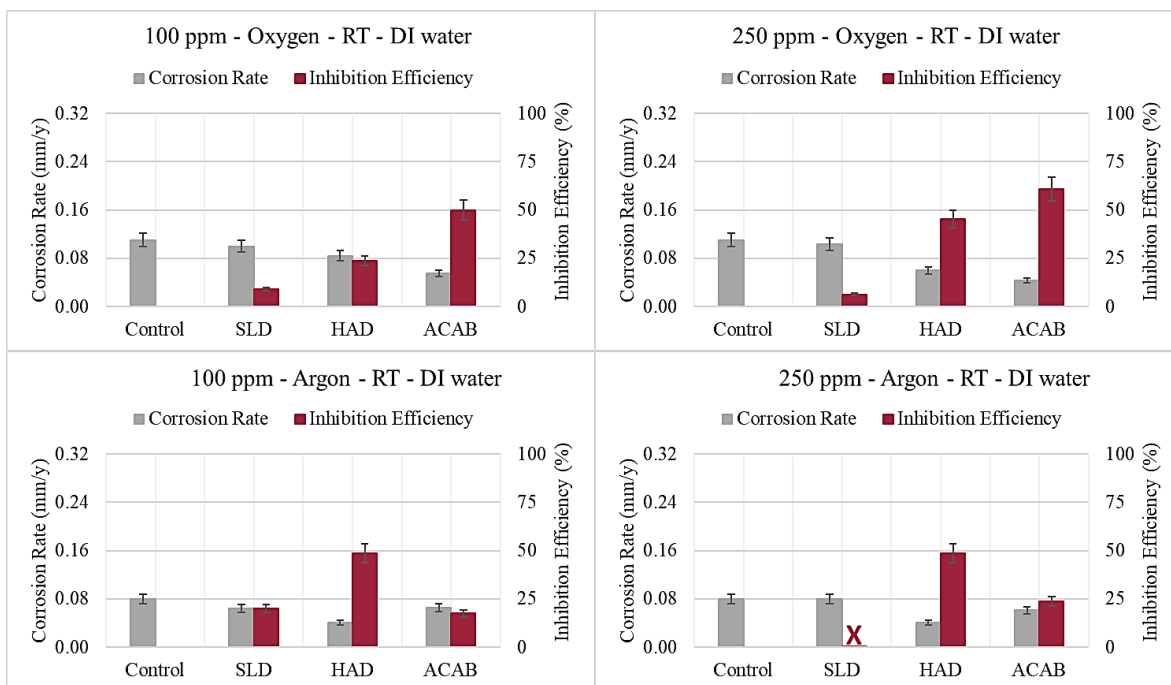 100 ppm - Oxygen - RT - DI water
Corrosion Rate Inhibition Efficiency
Corrosion Rate (mm/y)
0.32
0.24
0.16
0.08
0.00
Control SLD HAD ACAB
100
75
50
25
0
Inhibition Efficiency (%)
250 ppm - Oxygen - RT - DI water
Corrosion Rate Inhibition Efficiency
Corrosion Rate (mm/y)
0.32
0.24
0.16
0.08
0.00
Control SLD HAD ACAB
100
75
50
25
0
Inhibition Efficiency (%)
100 ppm - Argon - RT - DI water
Corrosion Rate Inhibition Efficiency
Corrosion Rate (mm/y)
0.32
0.24
0.16
0.08
0.00
Control SLD HAD ACAB
100
75
50
25
0
Inhibition Efficiency (%)
250 ppm - Argon - RT - DI water
Corrosion Rate Inhibition Efficiency
Corrosion Rate (mm/y)
0.32
0.24
0.16
0.08
0.00
X
Control SLD HAD ACAB
100
75
50
25
0
Inhibition Efficiency (%)